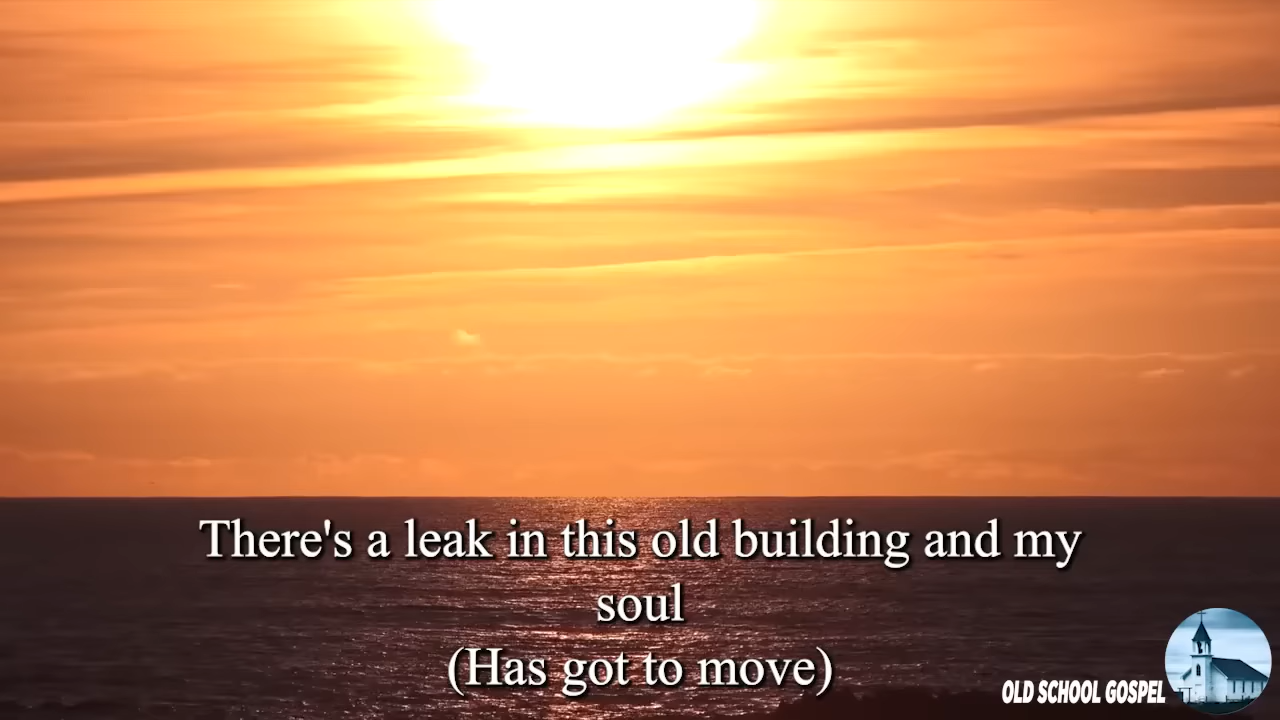 There's a leak in this old building and my
soul
(Has got to move)
OLD SCHOOL GOSPEL